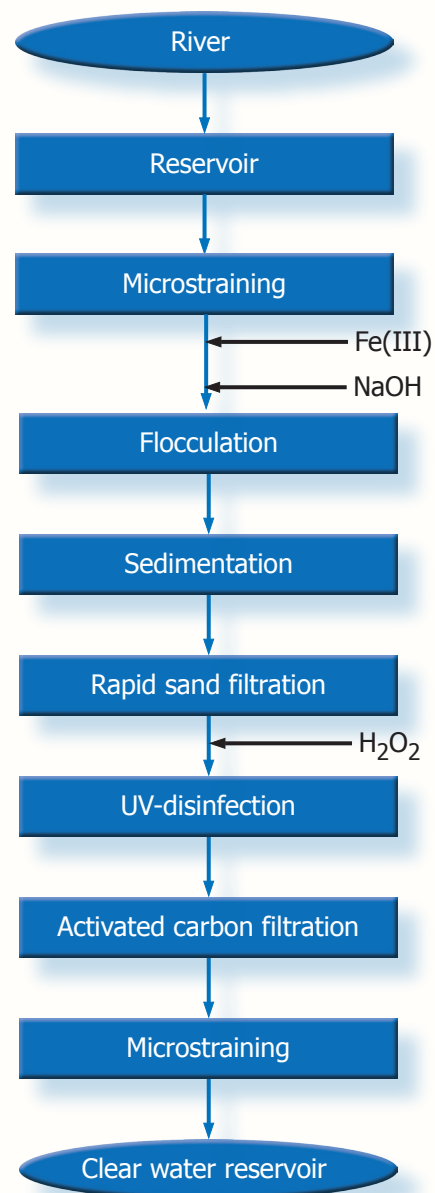 River
Reservoir
Microstraining
Fe(III)
NaOH
Flocculation
Sedimentation
Rapid sand filtration
H₂O₂
UV-disinfection
Activated carbon filtration
Microstraining
Clear water reservoir